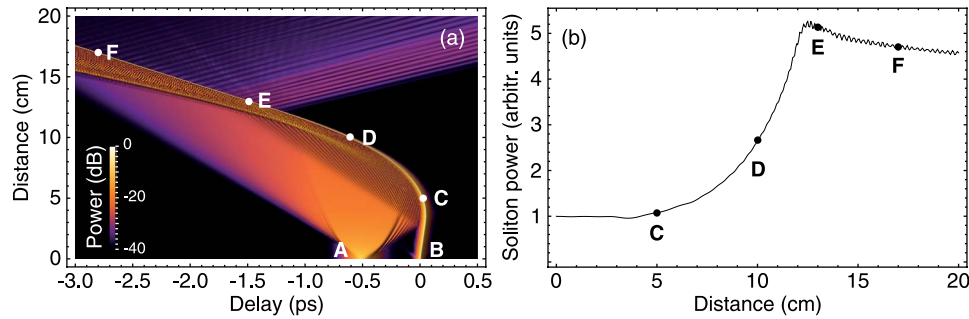 20
15
10
5
0
Distance (cm)
(a)
F
E
D
C
A
B
0
-20
-40
Power (dB)
-3.0 -2.5 -2.0 -1.5 -1.0 -0.5 0 0.5
Delay (ps)
(b)
5
4
3
2
1
Soliton power (arbitr. units)
E
F
D
C
0 5 10 15 20
Distance (cm)